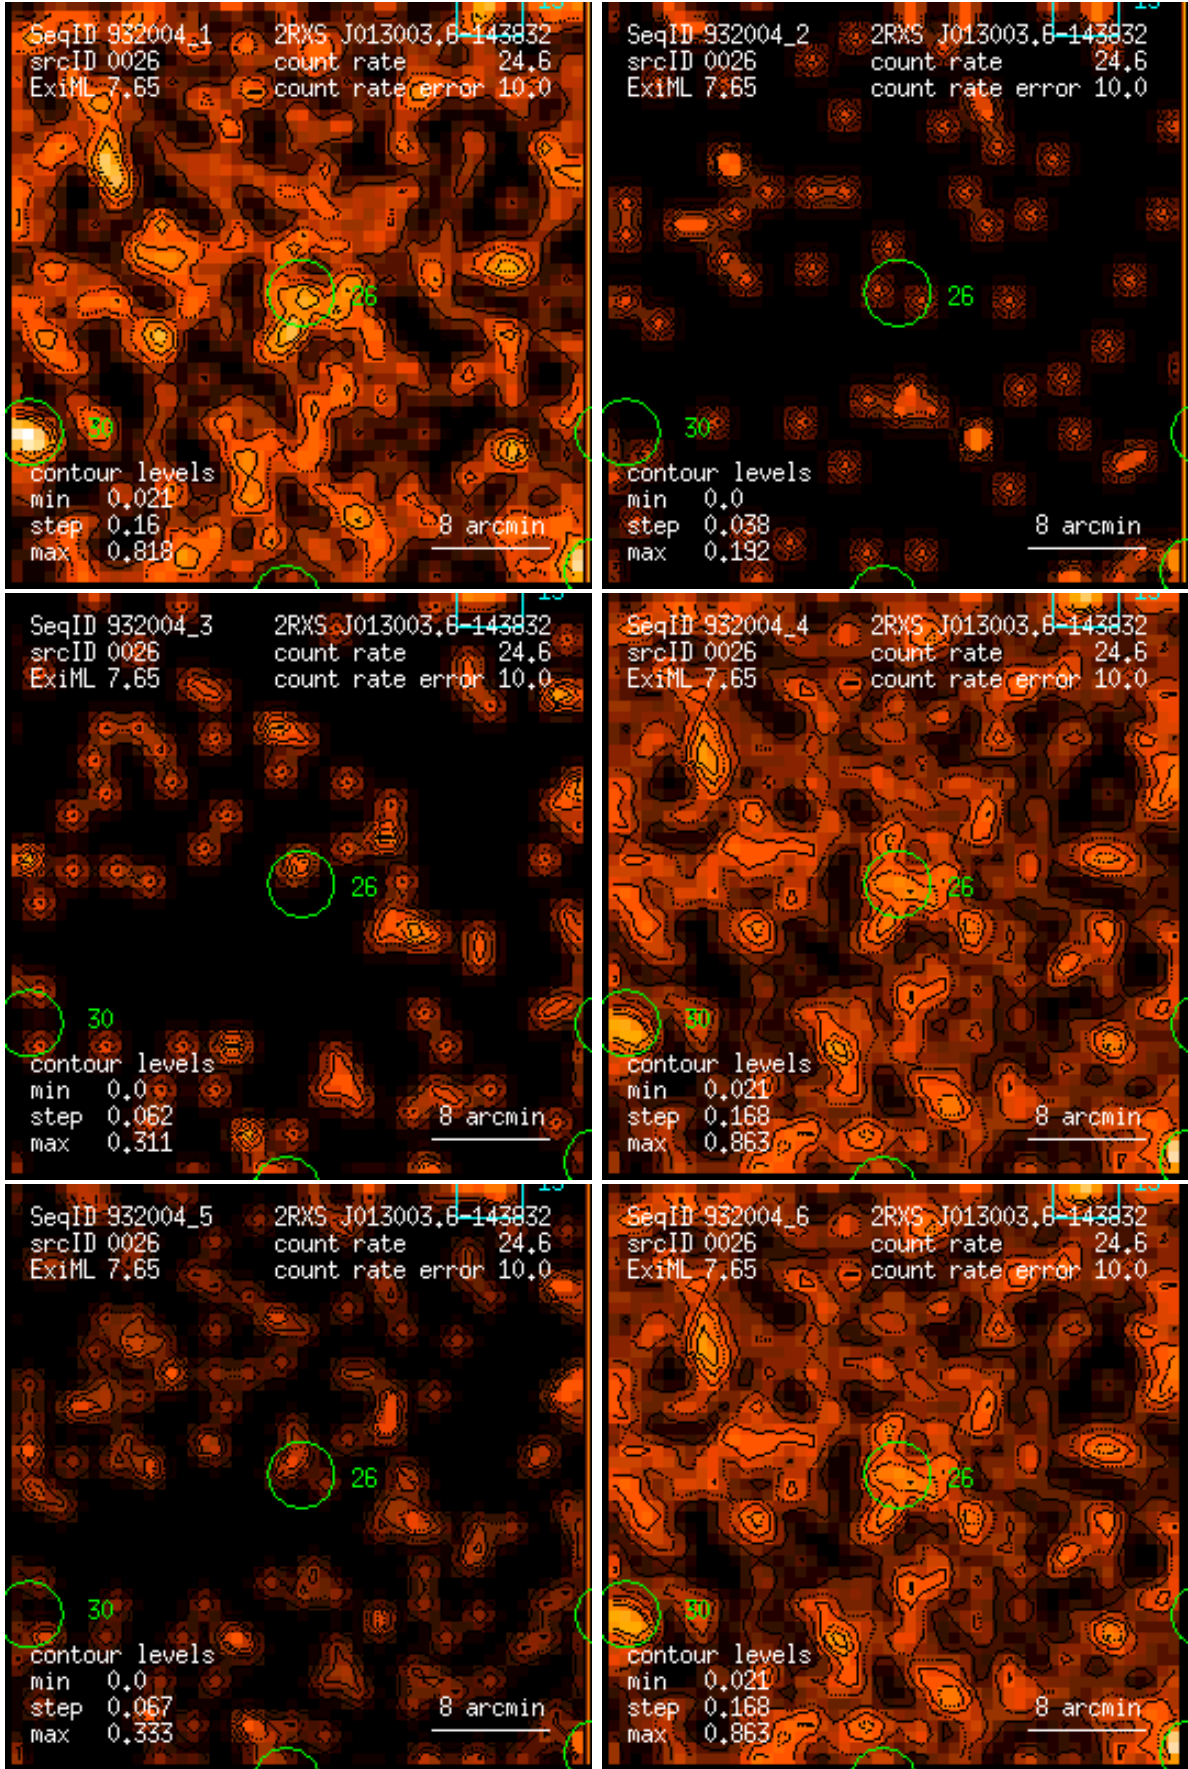 SeqID 932004_1 2RXS J013003.6-143832
srcID 0026 count rate 24.6
ExiML 7.65 count rate error 10.0
26
30
contour levels
min 0.021
step 0.16
max 0.818
8 arcmin
SeqID 932004_2 2RXS J013003.6-143832
srcID 0026 count rate 24.6
ExiML 7.65 count rate error 10.0
26
30
contour levels
min 0.0
step 0.038
max 0.192
8 arcmin
SeqID 932004_3 2RXS J013003.6-143832
srcID 0026 count rate 24.6
ExiML 7.65 count rate error 10.0
26
30
contour levels
min 0.0
step 0.062
max 0.311
8 arcmin
SeqID 932004_4 2RXS J013003.6-143832
srcID 0026 count rate 24.6
ExiML 7.65 count rate error 10.0
26
30
contour levels
min 0.021
step 0.168
max 0.863
8 arcmin
SeqID 932004_5 2RXS J013003.6-143832
srcID 0026 count rate 24.6
ExiML 7.65 count rate error 10.0
26
30
contour levels
min 0.0
step 0.067
max 0.333
8 arcmin
SeqID 932004_6 2RXS J013003.6-143832
srcID 0026 count rate 24.6
ExiML 7.65 count rate error 10.0
26
30
contour levels
min 0.021
step 0.168
max 0.863
8 arcmin